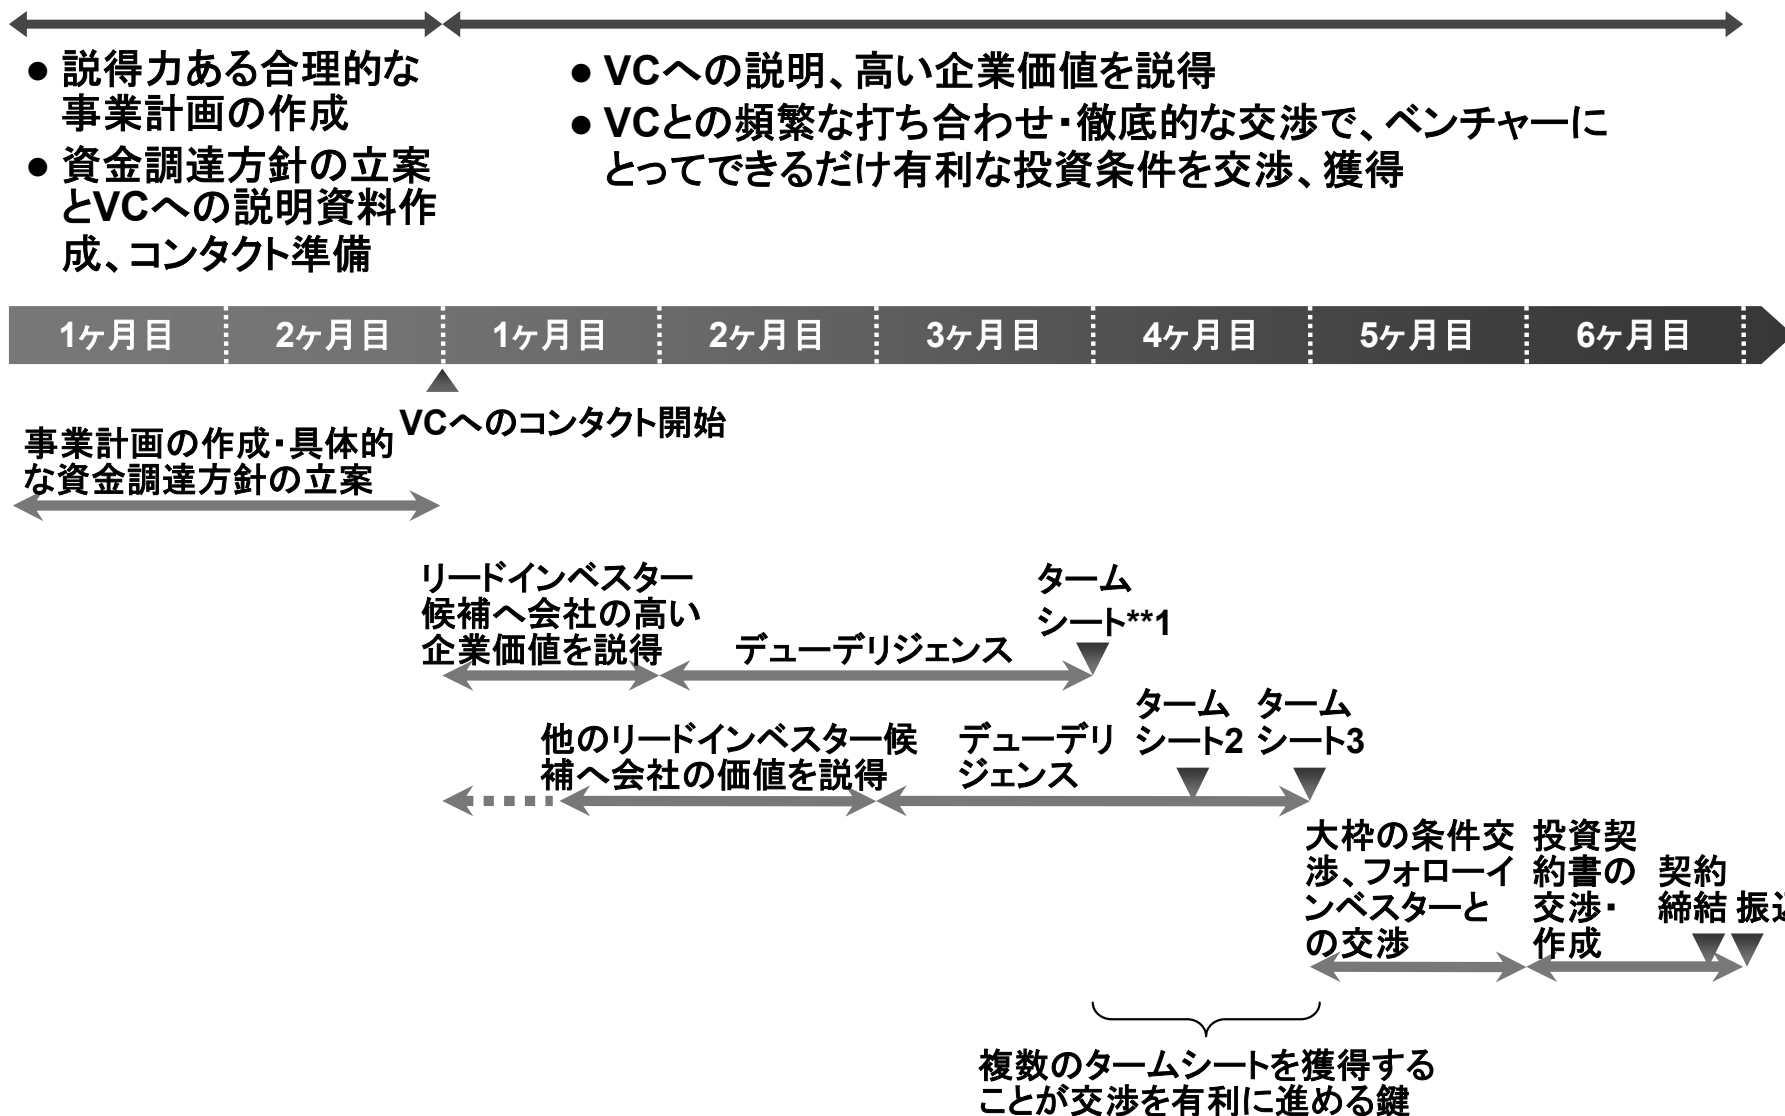 ● 説得力ある合理的な
事業計画の作成
● 資金調達方針の立案
とVCへの説明資料作
成、コンタクト準備
● VCへの説明、高い企業価値を説得
● VCとの頻繁な打ち合わせ・徹底的な交渉で、ベンチャーに
とってできるだけ有利な投資条件を交渉、獲得
1ヶ月目 2ヶ月目 1ヶ月目 2ヶ月目 3ヶ月目 4ヶ月目 5ヶ月目 6ヶ月目
VCへのコンタクト開始
事業計画の作成・具体的
な資金調達方針の立案
リードインベスター
候補へ会社の高い
企業価値を説得
デューデリジェンス
ターム
シート**1
他のリードインベスター候
補へ会社の価値を説得
デューデリ
ジェンス
ターム
シート2
ターム
シート3
大枠の条件交
渉、フォローイ
ンベスターと
の交渉
投資契
約書の
交渉・
作成
契約
締結
振込
複数のタームシートを獲得する
ことが交渉を有利に進める鍵